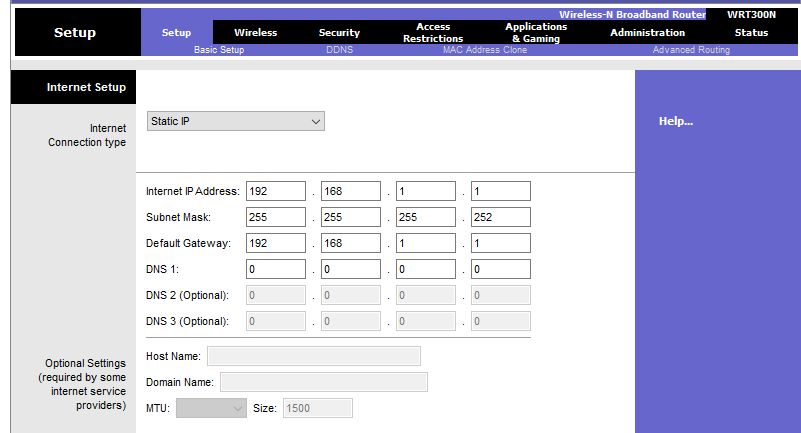 Wireless-N Broadband Router WRT300N
Setup
Setup Wireless Security Access Restrictions Applications & Gaming Administration Status
Basic Setup DDNS MAC Address Clone Advanced Routing
Internet Setup
Internet
Connection type
Static IP
Help...
Internet IP Address: 192 . 168 . 1 . 1
Subnet Mask: 255 . 255 . 255 . 252
Default Gateway: 192 . 168 . 1 . 1
DNS 1: 0 . 0 . 0 . 0
DNS 2 (Optional): 0 . 0 . 0 . 0
DNS 3 (Optional): 0 . 0 . 0 . 0
Optional Settings
(required by some
internet service
providers)
Host Name:
Domain Name:
MTU: Size: 1500